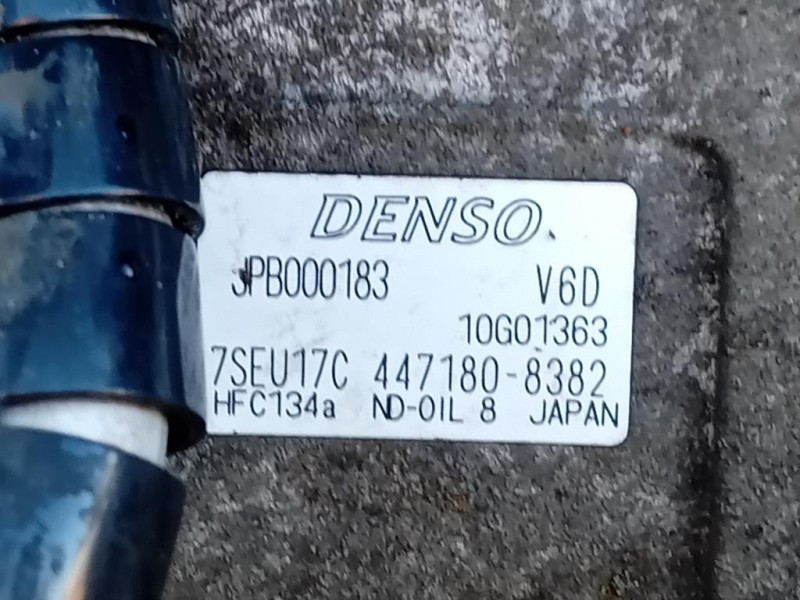 DENSO
JPB000183 V6D
10G01363
7SEU17C 447180-8382
HFC134a ND-OIL 8 JAPAN